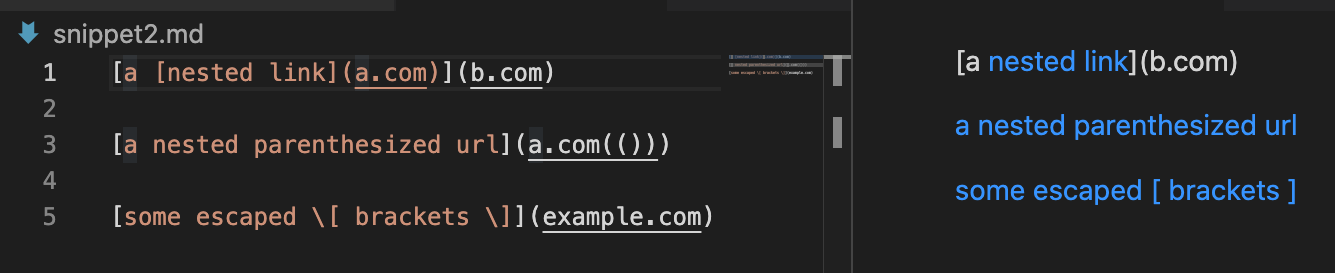 snippet2.md
1 [a [nested link](a.com)](b.com)
2
3 [a nested parenthesized url](a.com(()))
4
5 [some escaped \[ brackets \]](example.com)
[a nested link](b.com)
a nested parenthesized url
some escaped [ brackets ]